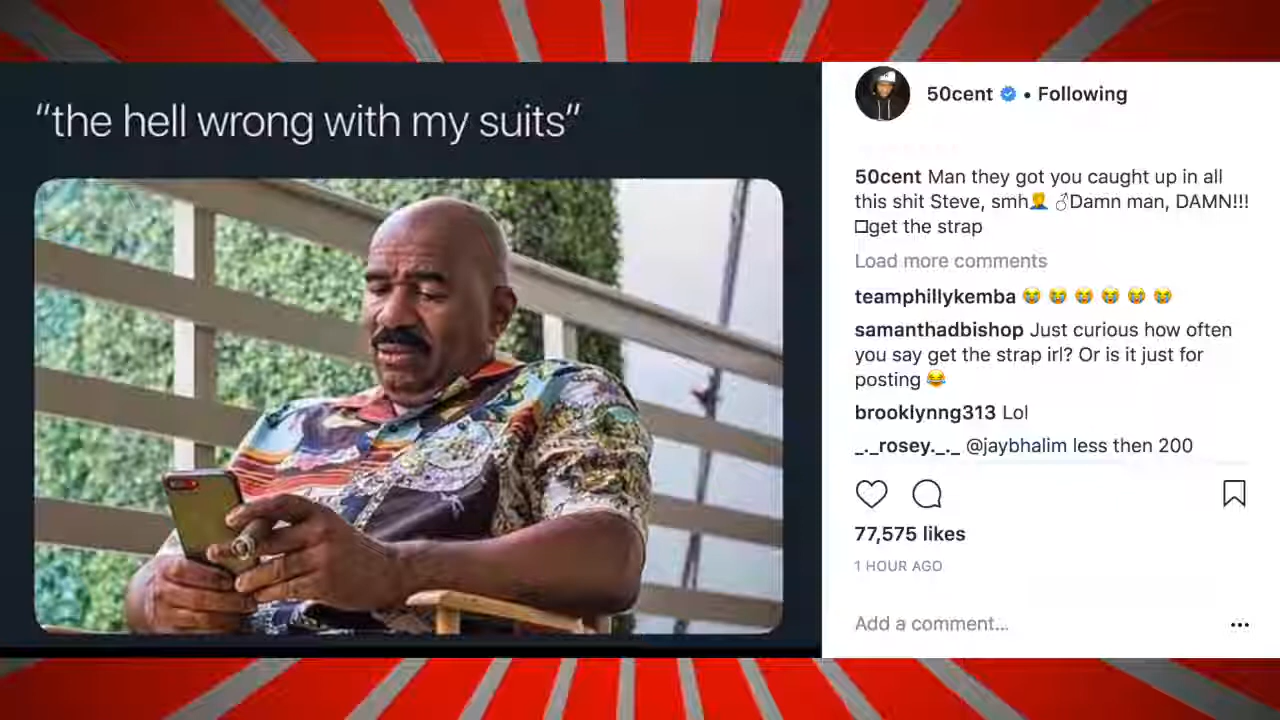 “the hell wrong with my suits”
50cent • Following
50cent Man they got you caught up in all
this shit Steve, smh🤦 ♂Damn man, DAMN!!!
□get the strap
Load more comments
teamphillykemba 😭 😭 😭 😭 😭 😭
samanthadbishop Just curious how often
you say get the strap irl? Or is it just for
posting 😂
brooklynng313 Lol
_._rosey._._ @jaybhalim less then 200
77,575 likes
1 HOUR AGO
Add a comment...